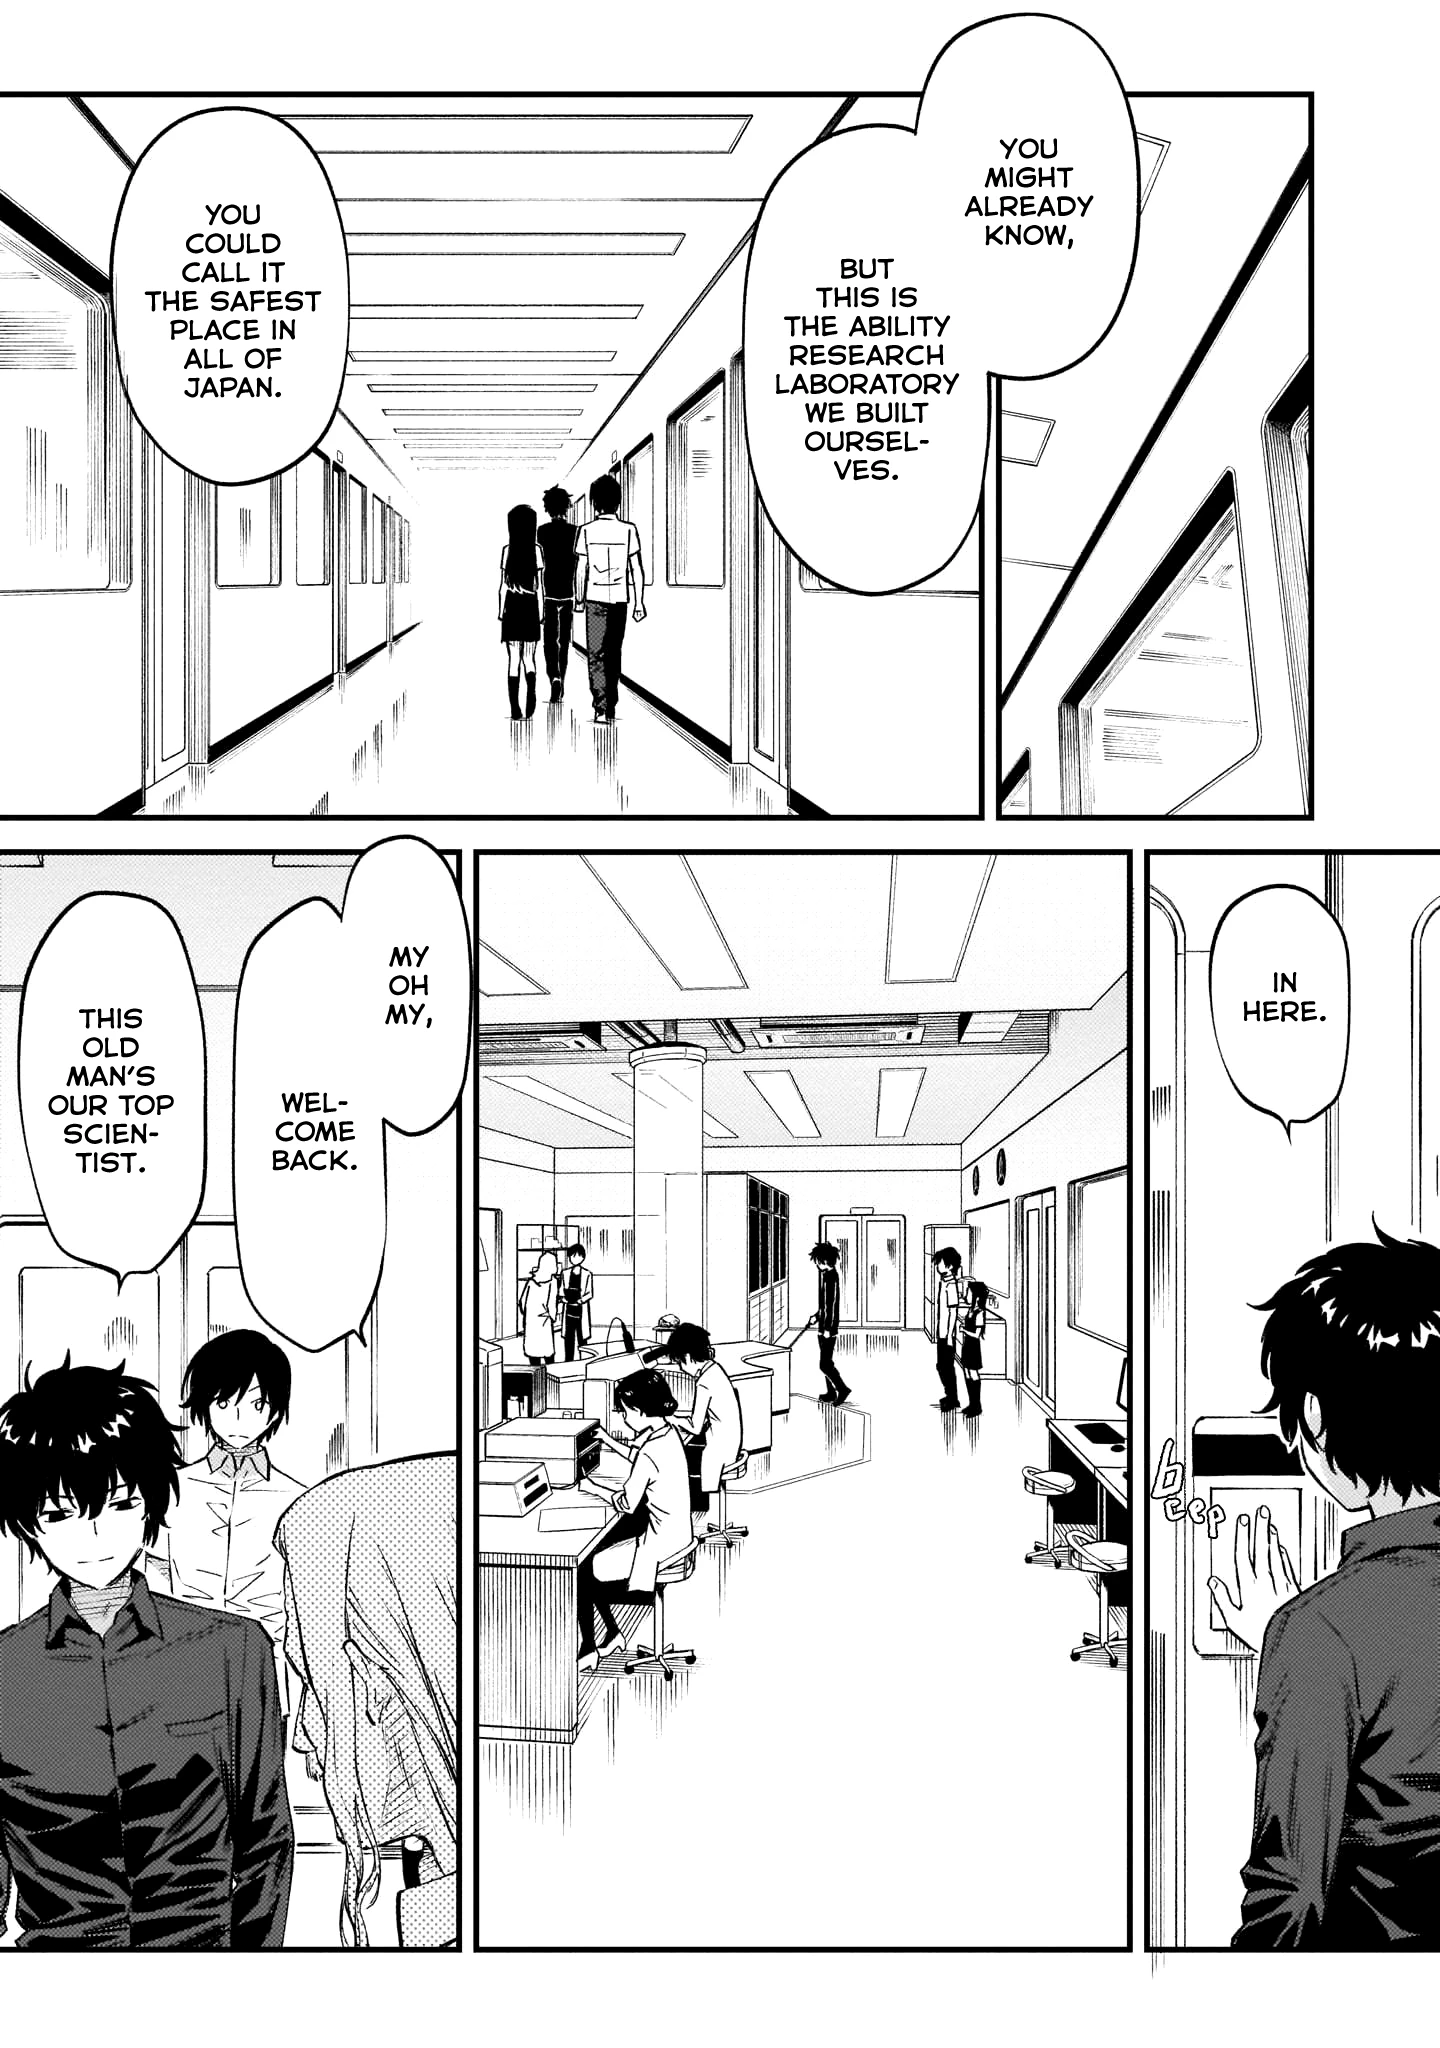 YOU
MIGHT
ALREADY
KNOW,
BUT
THIS IS
THE ABILITY
RESEARCH
LABORATORY
WE BUILT
OURSEL-
VES.
YOU
COULD
CALL IT
THE SAFEST
PLACE IN
ALL OF
JAPAN.
IN
HERE.
beep
MY
OH
MY,
WEL-
COME
BACK.
THIS
OLD
MAN'S
OUR TOP
SCIEN-
TIST.